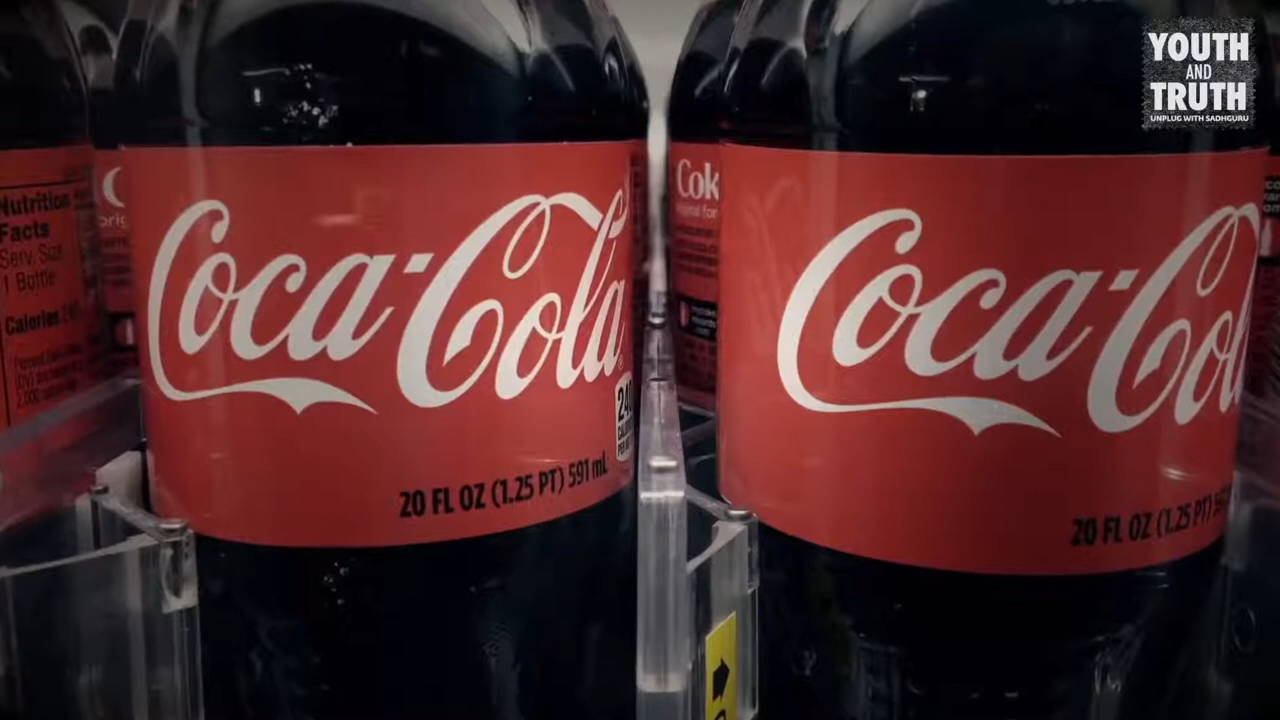 YOUTH
AND
TRUTH
UNPLUG WITH SADHGURU
Nutrition
Facts
Serv. Size
1 Bottle
Calories
Coca-Cola
20 FL OZ (1.25 PT) 591 mL
Cok
Coca-Col
20 FL OZ (1.25 PT)